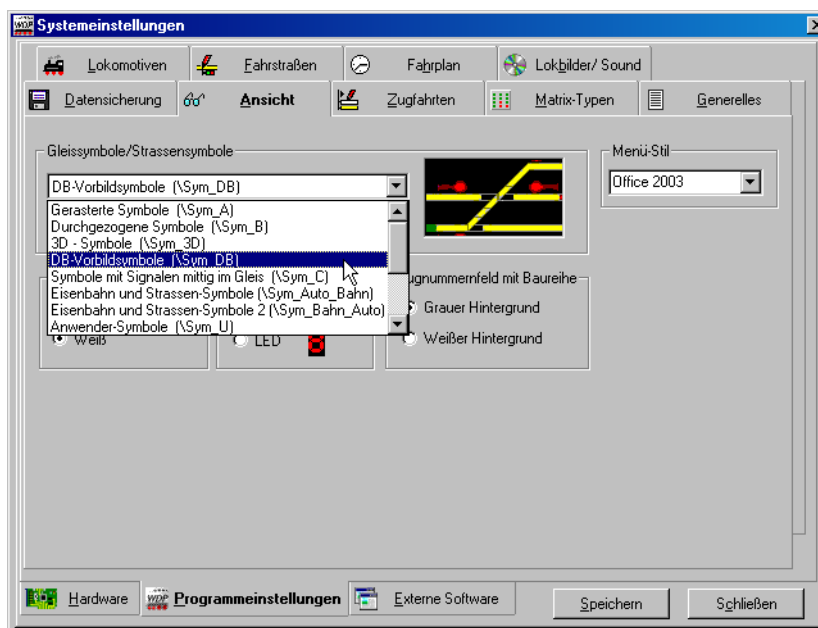 WDP Systemeinstellungen
Lokomotiven Fahrstraßen Fahrplan Lokbilder/ Sound
Datensicherung Ansicht Zugfahrten Matrix-Typen Generelles
Gleissymbole/Strassensymbole
Menü-Stil
DB-Vorbildsymbole (\Sym_DB)
Office 2003
Gerasterte Symbole (\Sym_A)
Durchgezogene Symbole (\Sym_B)
3D - Symbole (\Sym_3D)
DB-Vorbildsymbole (\Sym_DB)
Symbole mit Signalen mittig im Gleis (\Sym_C)
Eisenbahn und Strassen-Symbole (\Sym_Auto_Bahn)
Eisenbahn und Strassen-Symbole 2 (\Sym_Bahn_Auto)
Anwender-Symbole (\Sym_U)
ugnummernfeld mit Baureihe
Grauer Hintergrund
Weiß LED 8 Weißer Hintergrund
Hardware WDP Programmeinstellungen Externe Software Speichern Schließen